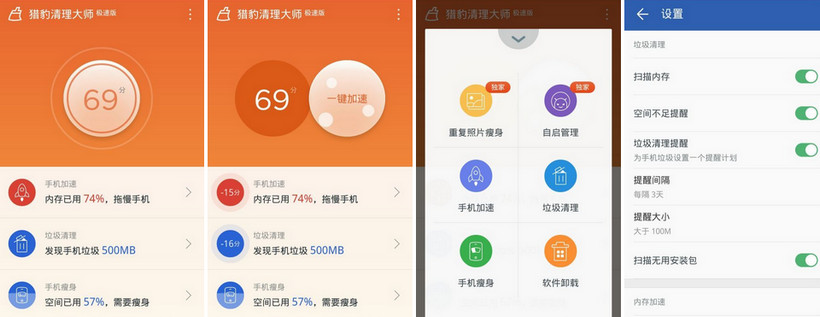 猎豹清理大师 极速版
69分
手机加速
内存已用 74%，拖慢手机
垃圾清理
发现手机垃圾 500MB
手机瘦身
空间已用 57%，需要瘦身
猎豹清理大师 极速版
69分
一键加速
-15分
手机加速
内存已用 74%，拖慢手机
-16分
垃圾清理
发现手机垃圾 500MB
手机瘦身
空间已用 57%，需要瘦身
猎豹清理大师 极速版
独家
独家
重复照片瘦身
自启管理
手机加速
垃圾清理
手机瘦身
软件卸载
设置
垃圾清理
扫描内存
空间不足提醒
垃圾清理提醒
为手机垃圾设置一个提醒计划
提醒间隔
每隔 3天
提醒大小
大于 100M
扫描无用安装包
内存加速